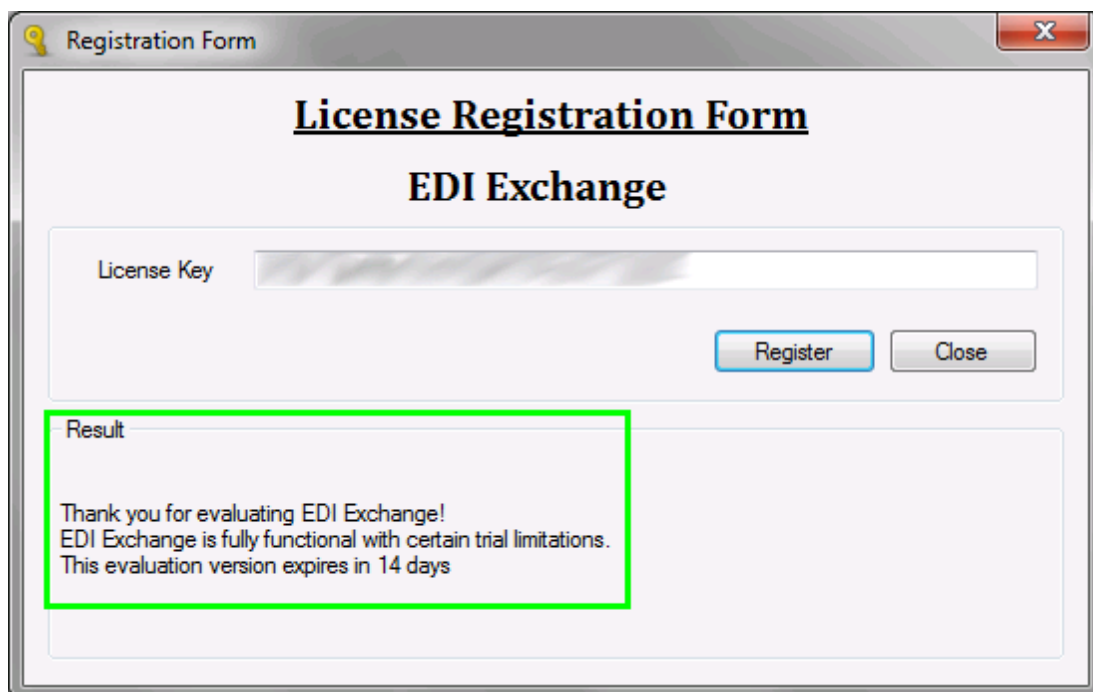 Registration Form
License Registration Form
EDI Exchange
License Key
Register
Close
Result
Thank you for evaluating EDI Exchange!
EDI Exchange is fully functional with certain trial limitations.
This evaluation version expires in 14 days